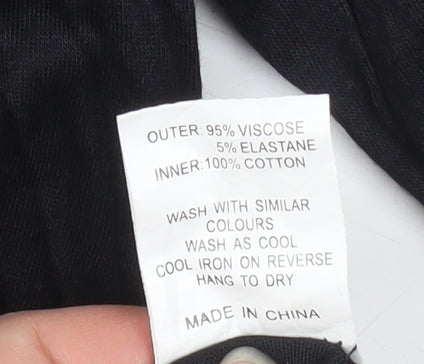 OUTER: 95% VISCOSE
5% ELASTANE
INNER:100% COTTON
WASH WITH SIMILAR
COLOURS
WASH AS COOL
COOL IRON ON REVERSE
HANG TO DRY
MADE IN CHINA